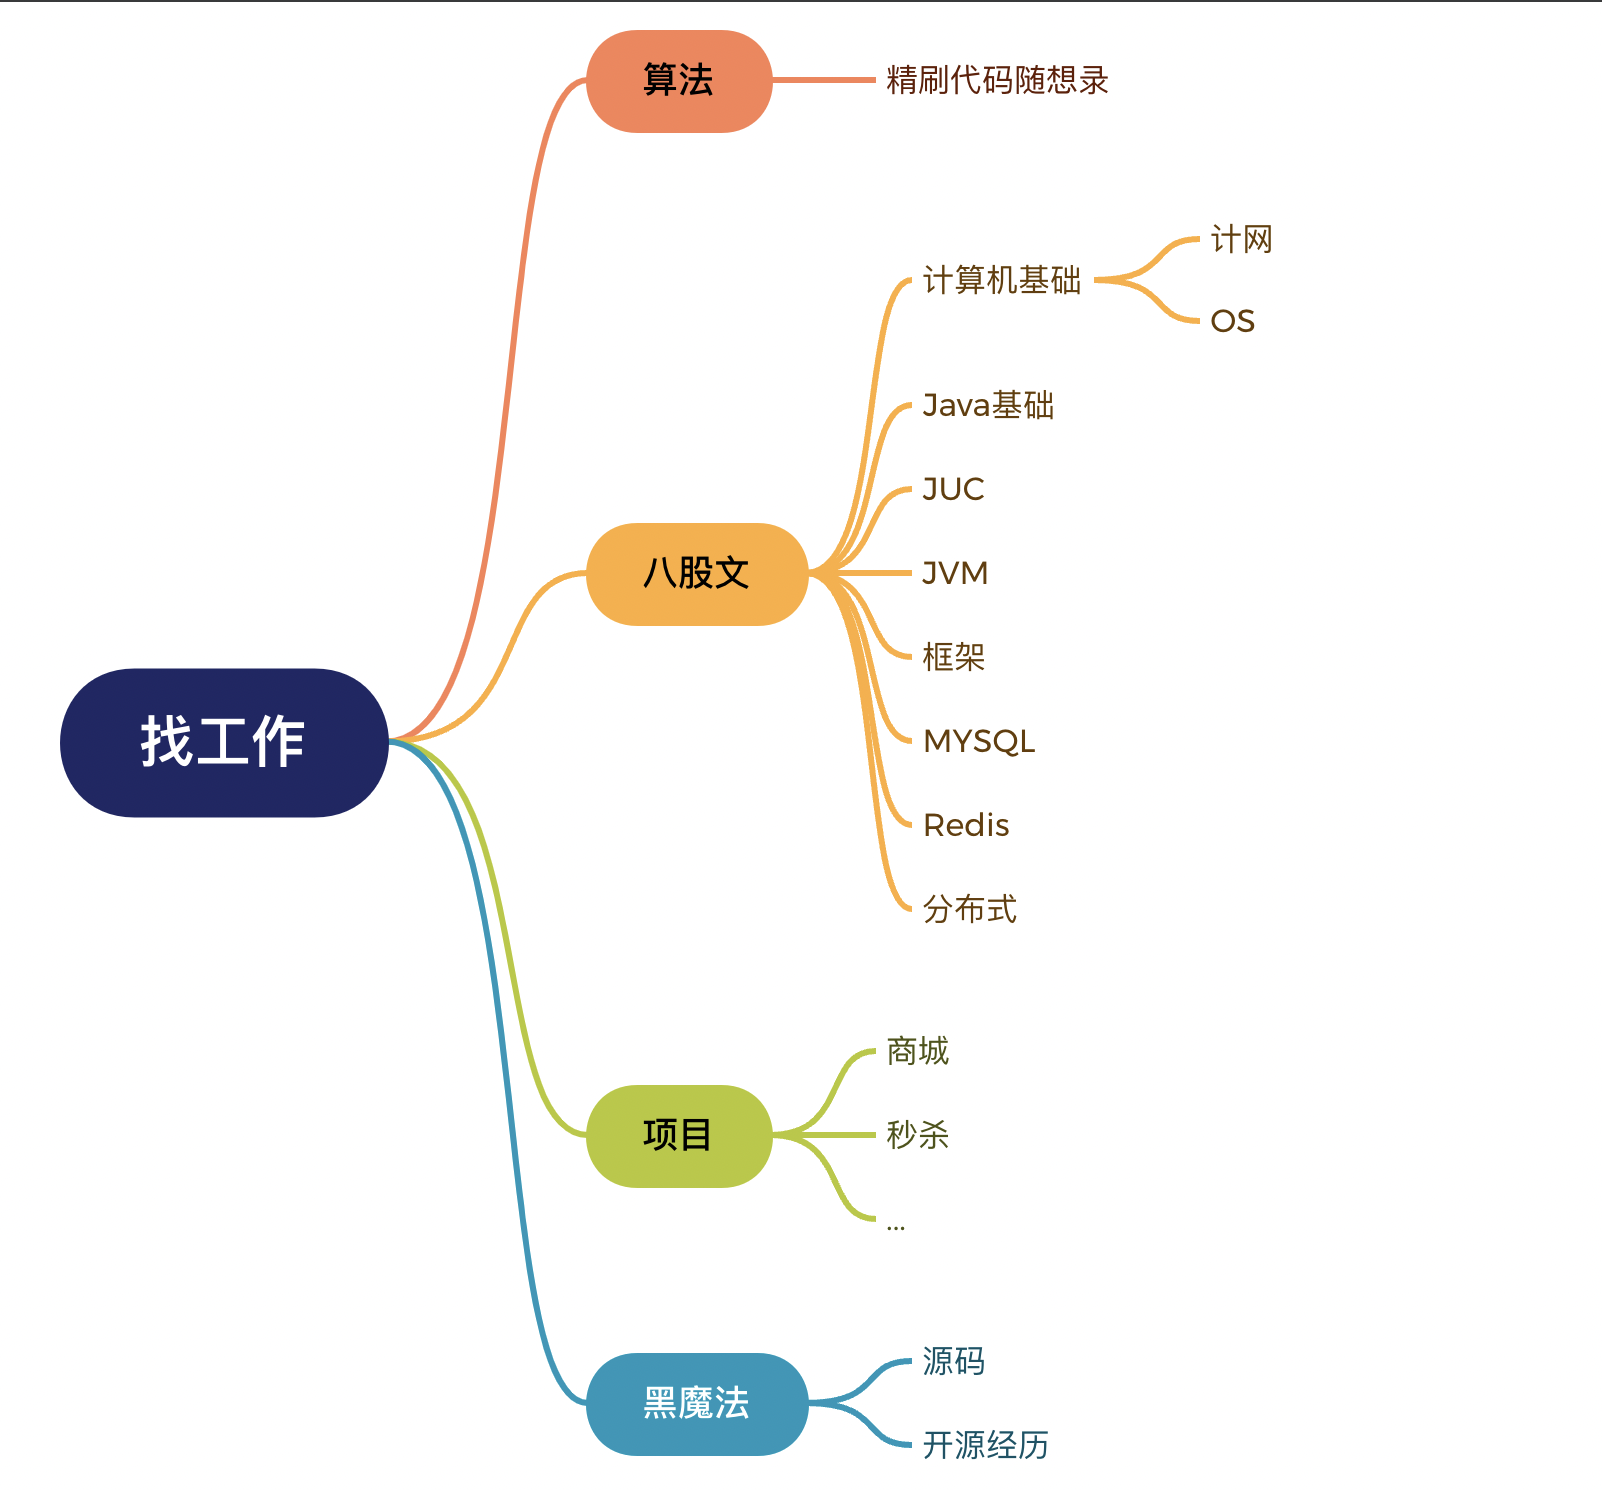 找工作
算法
精刷代码随想录
八股文
计算机基础
计网
OS
Java基础
JUC
JVM
框架
MYSQL
Redis
分布式
项目
商城
秒杀
...
黑魔法
源码
开源经历